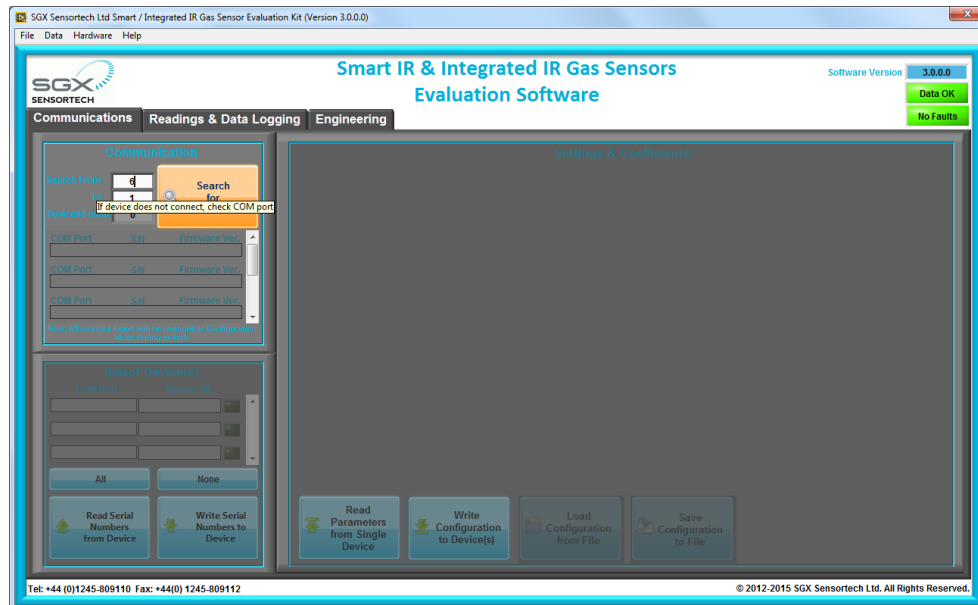 SGX Sensortech Ltd Smart / Integrated IR Gas Sensor Evaluation Kit (Version 3.0.0.0)
File Data Hardware Help
SGX
SENSORTECH
Smart IR & Integrated IR Gas Sensors
Evaluation Software
Software Version 3.0.0.0
Data OK
No Faults
Communications Readings & Data Logging Engineering
Communication
Search From 6
1
Search
for
If device does not connect, check COM port
0
COM Port S/N Firmware Ver.
COM Port S/N Firmware Ver.
COM Port S/N Firmware Ver.
Select Device(s)
All None
Read Serial
Numbers
from Device
Write Serial
Numbers to
Device
Settings & Coefficients
Read
Parameters
from Single
Device
Write
Configuration
to Device(s)
Load
Configuration
from File
Save
Configuration
to File
Tel: +44 (0)1245-809110 Fax: +44(0) 1245-809112
© 2012-2015 SGX Sensortech Ltd. All Rights Reserved.